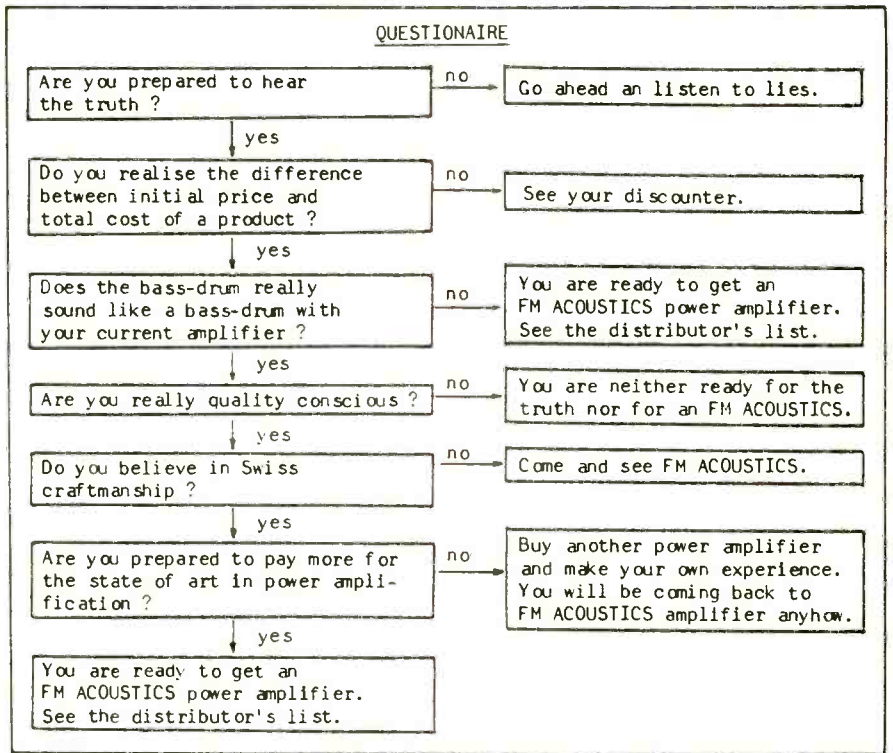 QUESTIONAIRE
Are you prepared to hear
the truth ?
no
Go ahead an listen to lies.
yes
Do you realise the difference
between initial price and
total cost of a product ?
no
See your discounter.
yes
Does the bass-drum really
sound like a bass-drum with
your current amplifier ?
no
You are ready to get an
FM ACOUSTICS power amplifier.
See the distributor's list.
yes
Are you really quality conscious ?
no
You are neither ready for the
truth nor for an FM ACOUSTICS.
yes
Do you believe in Swiss
craftmanship ?
no
Come and see FM ACOUSTICS.
yes
Are you prepared to pay more for
the state of art in power ampli-
fication ?
no
Buy another power amplifier
and make your own experience.
You will be coming back to
FM ACOUSTICS amplifier anyhow.
yes
You are ready to get an
FM ACOUSTICS power amplifier.
See the distributor's list.